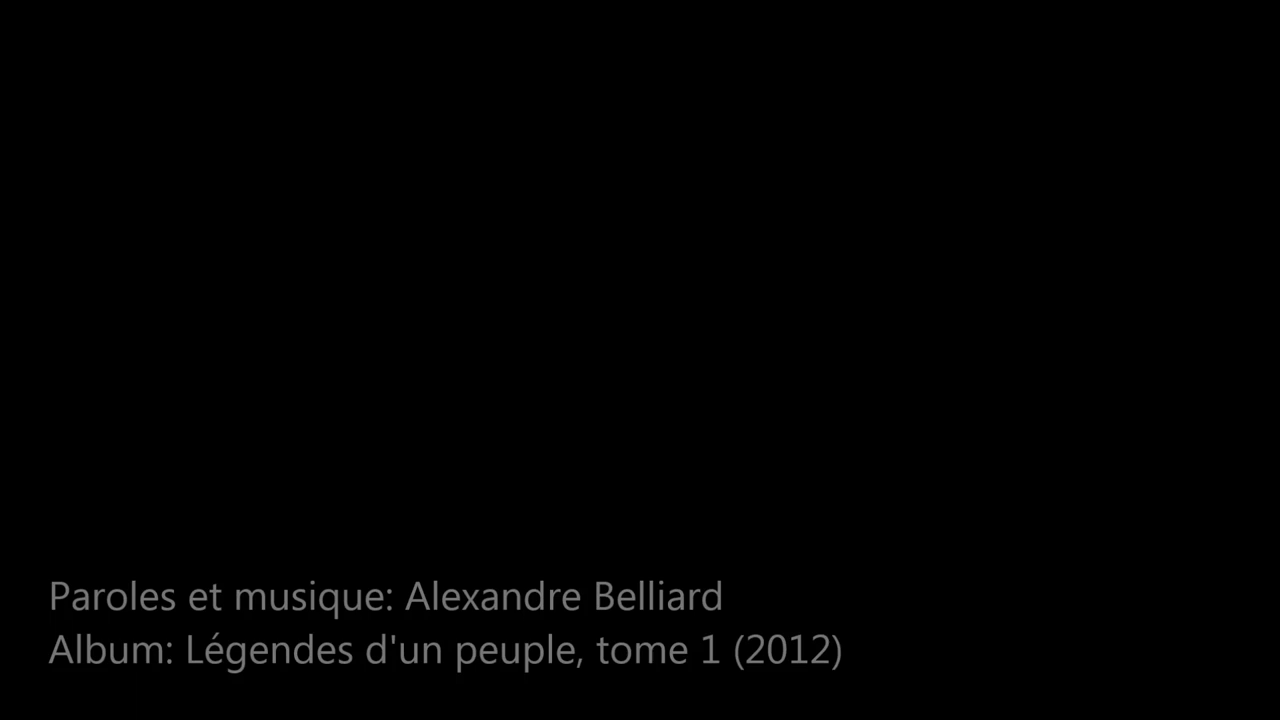 Paroles et musique: Alexandre Belliard
Album: Légendes d'un peuple, tome 1 (2012)